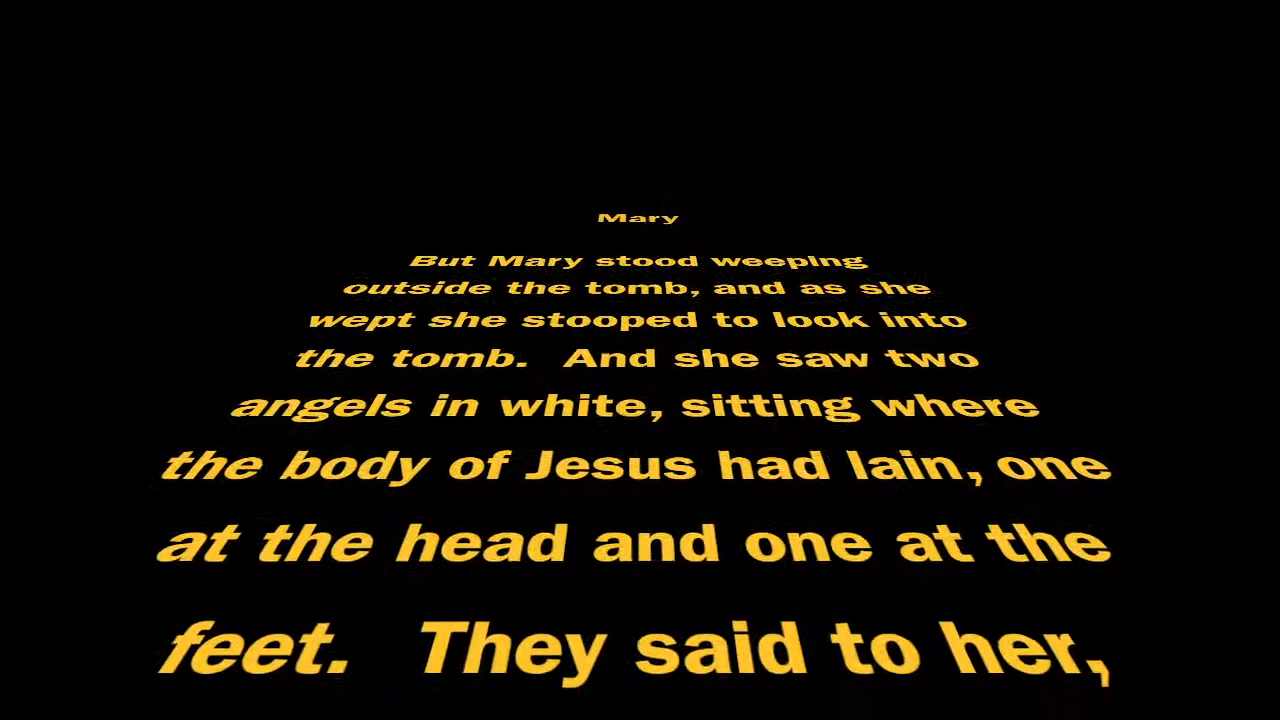 Mary
But Mary stood weeping
outside the tomb, and as she
wept she stooped to look into
the tomb.  And she saw two
angels in white, sitting where
the body of Jesus had lain, one
at the head and one at the
feet.  They said to her,